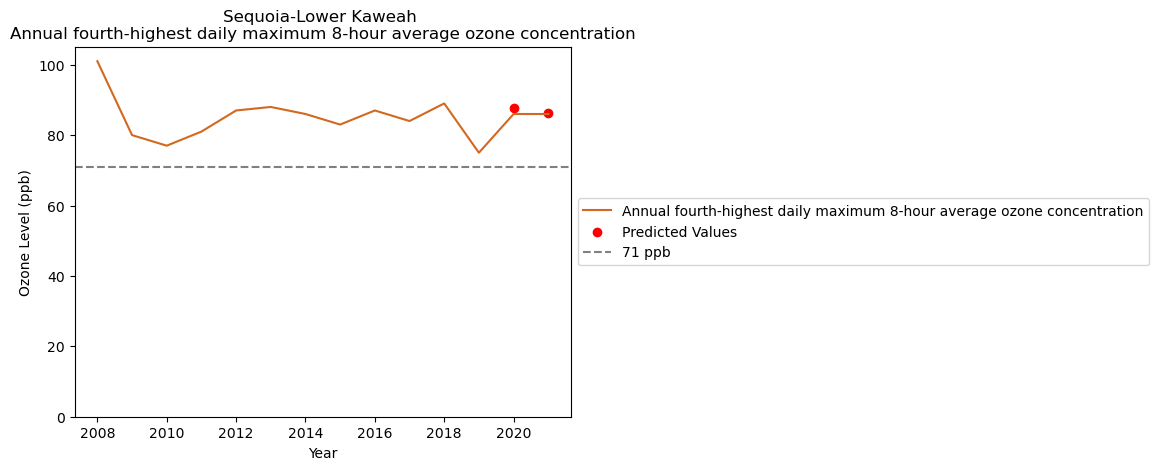 Sequoia-Lower Kaweah
Annual fourth-highest daily maximum 8-hour average ozone concentration
100
80
60
40
20
0
Ozone Level (ppb)
2008 2010 2012 2014 2016 2018 2020
Year
Annual fourth-highest daily maximum 8-hour average ozone concentration
Predicted Values
71 ppb